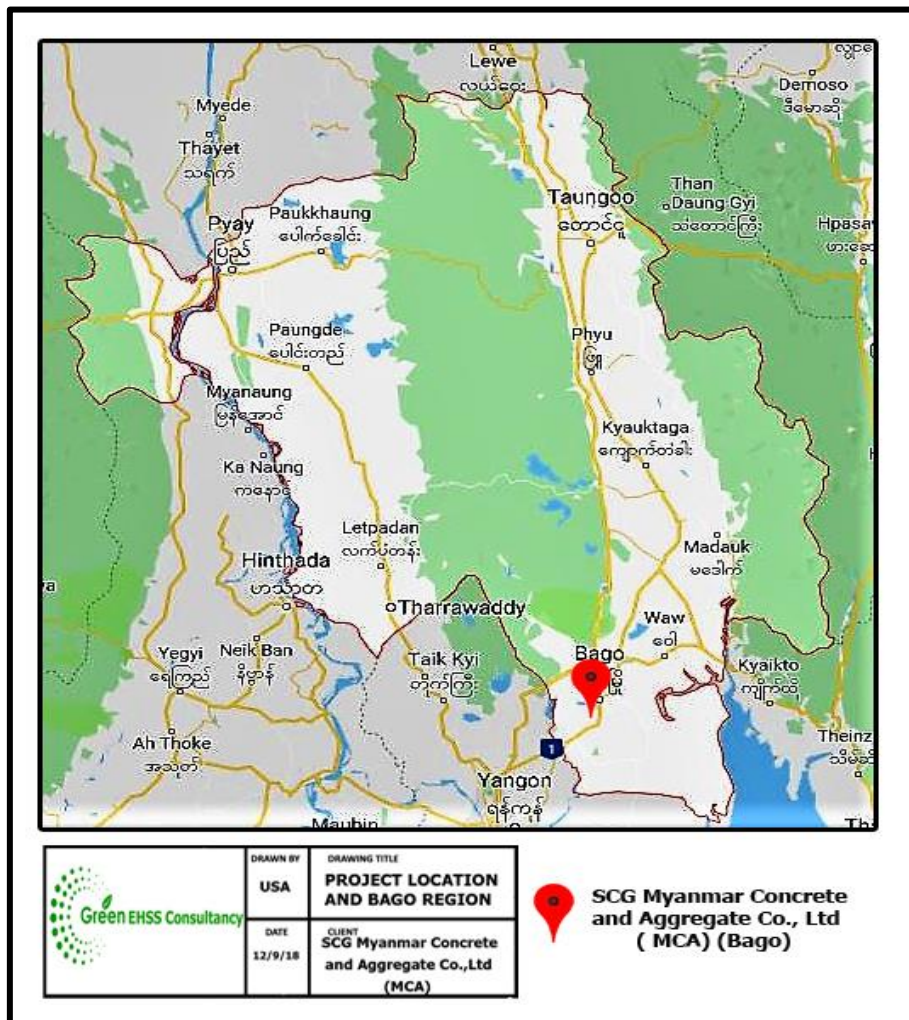 Lewe
လယ်ဝေး
Demoso
ဒီမောဆို
Myede
Thayet
သရက်
Than
Daung Gyi
သံတောင်ကြီး
Taungoo
တောင်ငူ
Paukkhaung
ပေါက်ခေါင်း
Pyay
ပြည်
Paungde
ပေါင်းတည်
Phyu
ဖြူ
Myanaung
မြန်အောင်
Kyauktaga
ကျောက်တံခါး
Ka Naung
ကနောင်
Letpadan
လက်ပံတန်း
Madauk
မဒေါက်
Hinthada
ဟင်္သာတ
Tharrawaddy
Waw
ဝေါ
Neik Ban
နိဗ္ဗာန်
Yegyi
ရေကြည်
Bago
Taik Kyi
တိုက်ကြီး
Kyaikto
ကျိုက်ထို
Ah Thoke
အသုတ်
1
Yangon
ရန်ကုန်
Green EHSS Consultancy
DRAWN BY
USA
DATE
12/9/18
DRAWING TITLE
PROJECT LOCATION
AND BAGO REGION
CLIENT
SCG Myanmar Concrete
and Aggregate Co.,Ltd
(MCA)
SCG Myanmar Concrete
and Aggregate Co., Ltd
( MCA) (Bago)